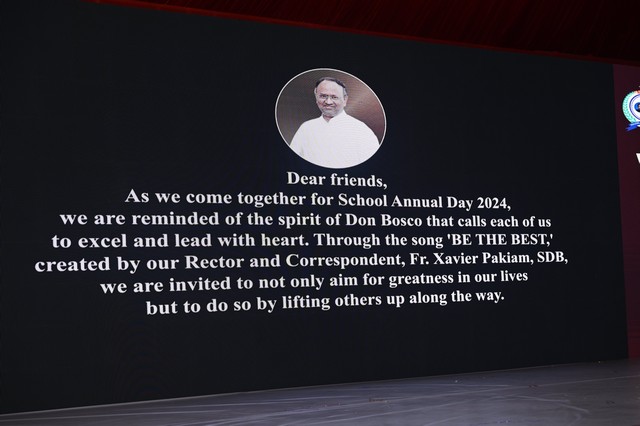 Dear friends,
As we come together for School Annual Day 2024,
we are reminded of the spirit of Don Bosco that calls each of us
to excel and lead with heart. Through the song 'BE THE BEST,'
created by our Rector and Correspondent, Fr. Xavier Pakiam, SDB,
we are invited to not only aim for greatness in our lives
but to do so by lifting others up along the way.